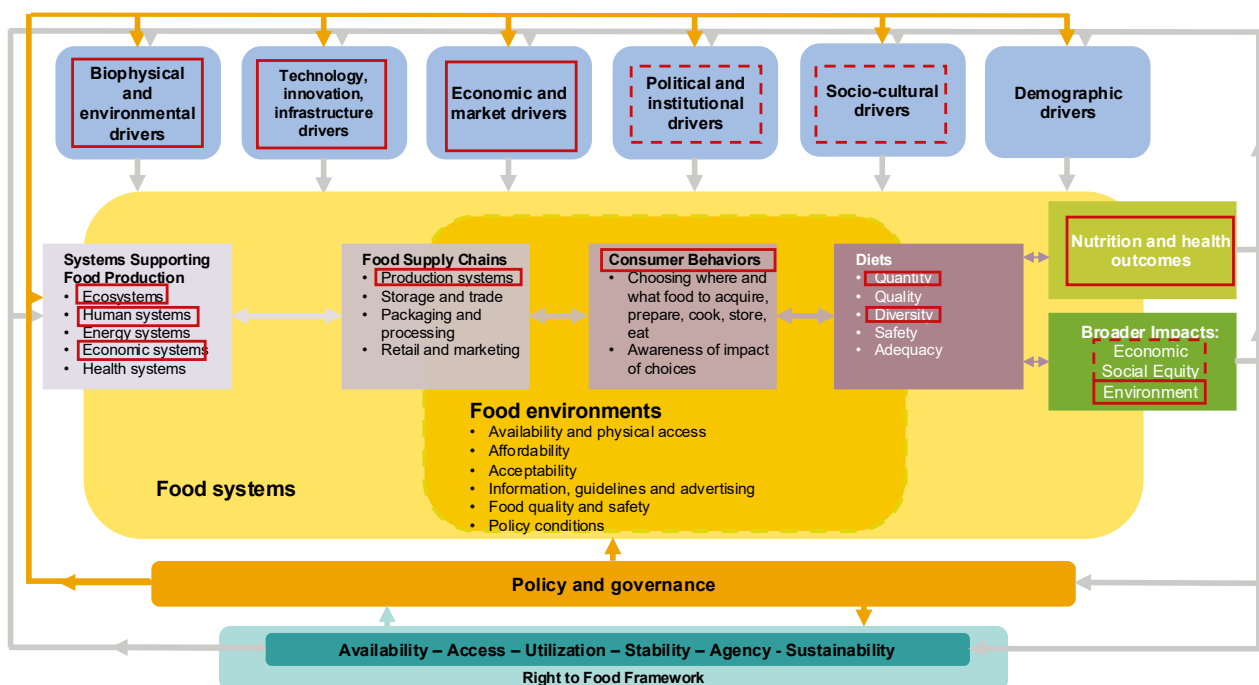 Biophysical
and
environmental
drivers
Technology,
innovation,
infrastructure
drivers
Economic and
market drivers
Political and
institutional
drivers
Socio-cultural
drivers
Demographic
drivers
Systems Supporting
Food Production
• Ecosystems
• Human systems
• Energy systems
• Economic systems
• Health systems
Food Supply Chains
• Production systems
• Storage and trade
• Packaging and
processing
• Retail and marketing
Consumer Behaviors
• Choosing where and
what food to acquire,
prepare, cook, store,
eat
• Awareness of impact
of choices
Diets
• Quantity
• Quality
• Diversity
• Safety
• Adequacy
Nutrition and health
outcomes
Broader Impacts:
Economic
Social Equity
Environment
Food environments
• Availability and physical access
• Affordability
• Acceptability
• Information, guidelines and advertising
• Food quality and safety
• Policy conditions
Food systems
Policy and governance
Availability – Access – Utilization – Stability – Agency - Sustainability
Right to Food Framework